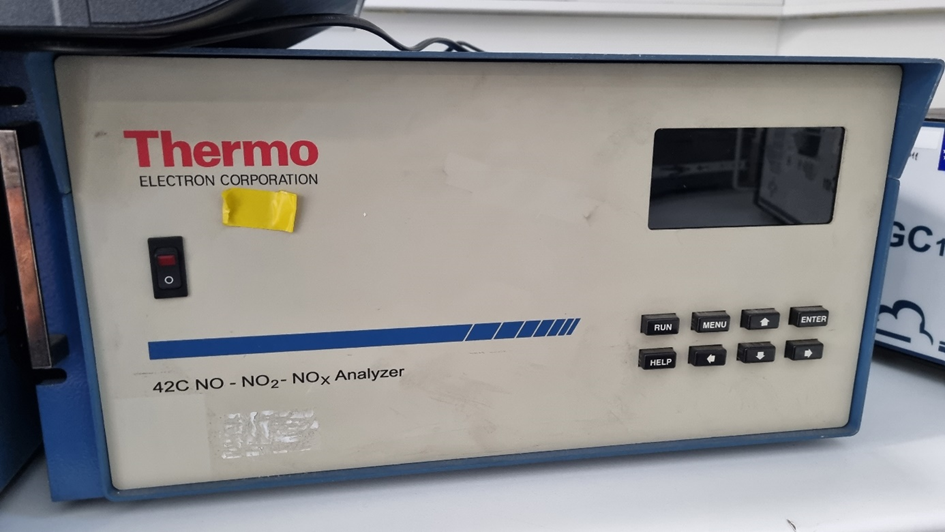 Thermo
ELECTRON CORPORATION
42C NO - NO₂ - NOₓ Analyzer
RUN MENU ENTER
HELP
GC1